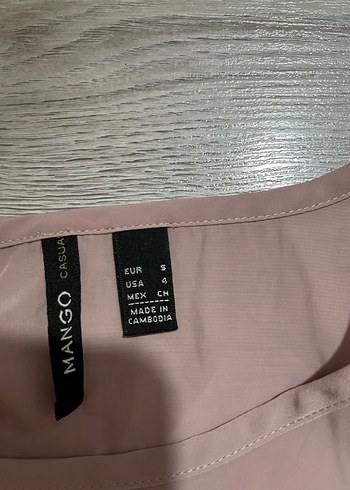 MANGO CASUA
EUR S
USA 4
MEX CH
MADE IN
CAMBODIA